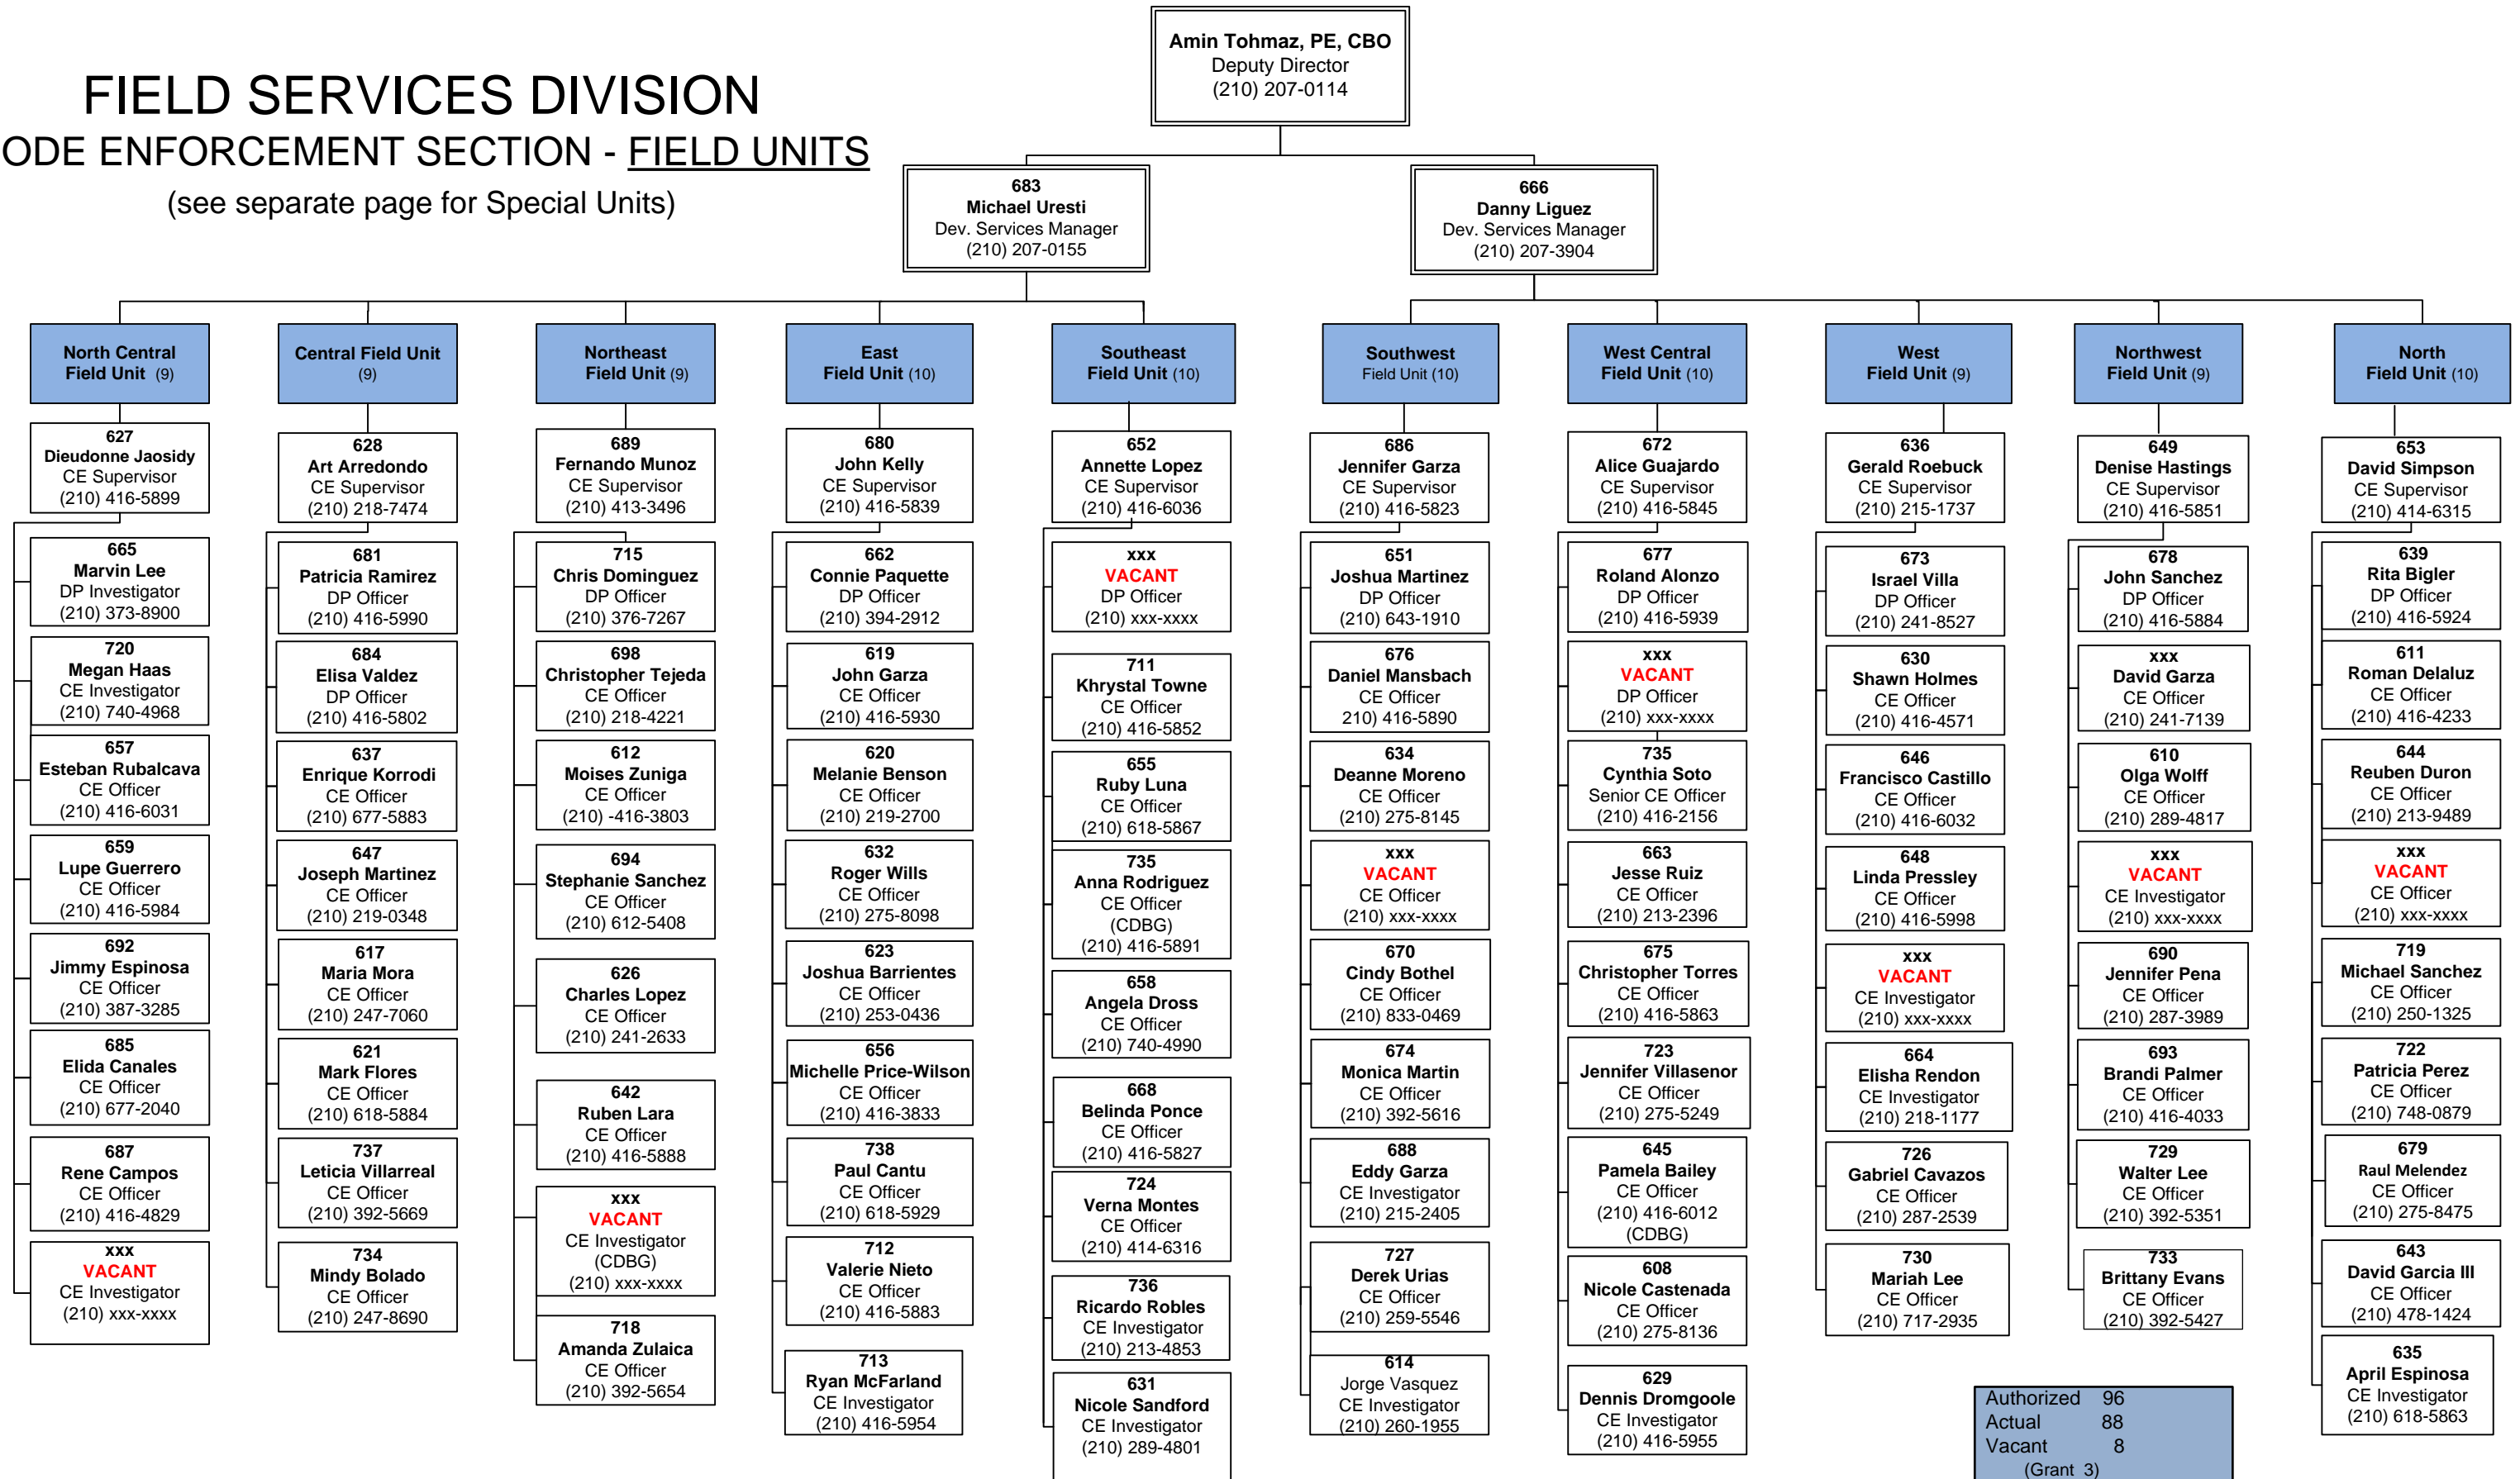 FIELD SERVICES DIVISION
ODE ENFORCEMENT SECTION - FIELD UNITS
(see separate page for Special Units)
Amin Tohmaz, PE, CBO
Deputy Director
(210) 207-0114
683
Michael Uresti
Dev. Services Manager
(210) 207-0155
666
Danny Liguez
Dev. Services Manager
(210) 207-3904
North Central
Field Unit (9)
627
Dieudonne Jaosidy
CE Supervisor
(210) 416-5899
665
Marvin Lee
DP Investigator
(210) 373-8900
720
Megan Haas
CE Investigator
(210) 740-4968
657
Esteban Rubalcava
CE Officer
(210) 416-6031
659
Lupe Guerrero
CE Officer
(210) 416-5984
692
Jimmy Espinosa
CE Officer
(210) 387-3285
685
Elida Canales
CE Officer
(210) 677-2040
687
Rene Campos
CE Officer
(210) 416-4829
xxx
VACANT
CE Investigator
(210) xxx-xxxx
Central Field Unit
(9)
628
Art Arredondo
CE Supervisor
(210) 218-7474
681
Patricia Ramirez
DP Officer
(210) 416-5990
684
Elisa Valdez
DP Officer
(210) 416-5802
637
Enrique Korrodi
CE Officer
(210) 677-5883
647
Joseph Martinez
CE Officer
(210) 219-0348
617
Maria Mora
CE Officer
(210) 247-7060
621
Mark Flores
CE Officer
(210) 618-5884
737
Leticia Villarreal
CE Officer
(210) 392-5669
734
Mindy Bolado
CE Officer
(210) 247-8690
Northeast
Field Unit (9)
689
Fernando Munoz
CE Supervisor
(210) 413-3496
715
Chris Dominguez
DP Officer
(210) 376-7267
698
Christopher Tejeda
CE Officer
(210) 218-4221
612
Moises Zuniga
CE Officer
(210) -416-3803
694
Stephanie Sanchez
CE Officer
(210) 612-5408
626
Charles Lopez
CE Officer
(210) 241-2633
642
Ruben Lara
CE Officer
(210) 416-5888
xxx
VACANT
CE Investigator
(CDBG)
(210) xxx-xxxx
718
Amanda Zulaica
CE Officer
(210) 392-5654
East
Field Unit (10)
680
John Kelly
CE Supervisor
(210) 416-5839
662
Connie Paquette
DP Officer
(210) 394-2912
619
John Garza
CE Officer
(210) 416-5930
620
Melanie Benson
CE Officer
(210) 219-2700
632
Roger Wills
CE Officer
(210) 275-8098
623
Joshua Barrientes
CE Officer
(210) 253-0436
656
Michelle Price-Wilson
CE Officer
(210) 416-3833
738
Paul Cantu
CE Officer
(210) 618-5929
712
Valerie Nieto
CE Officer
(210) 416-5883
713
Ryan McFarland
CE Investigator
(210) 416-5954
Southeast
Field Unit (10)
652
Annette Lopez
CE Supervisor
(210) 416-6036
xxx
VACANT
DP Officer
(210) xxx-xxxx
711
Khrystal Towne
CE Officer
(210) 416-5852
655
Ruby Luna
CE Officer
(210) 618-5867
735
Anna Rodriguez
CE Officer
(CDBG)
(210) 416-5891
658
Angela Dross
CE Officer
(210) 740-4990
668
Belinda Ponce
CE Officer
(210) 416-5827
724
Verna Montes
CE Officer
(210) 414-6316
736
Ricardo Robles
CE Investigator
(210) 213-4853
631
Nicole Sandford
CE Investigator
(210) 289-4801
Southwest
Field Unit (10)
686
Jennifer Garza
CE Supervisor
(210) 416-5823
651
Joshua Martinez
DP Officer
(210) 643-1910
676
Daniel Mansbach
CE Officer
210) 416-5890
634
Deanne Moreno
CE Officer
(210) 275-8145
xxx
VACANT
CE Officer
(210) xxx-xxxx
670
Cindy Bothel
CE Officer
(210) 833-0469
674
Monica Martin
CE Officer
(210) 392-5616
688
Eddy Garza
CE Investigator
(210) 215-2405
727
Derek Urias
CE Officer
(210) 259-5546
614
Jorge Vasquez
CE Investigator
(210) 260-1955
West Central
Field Unit (10)
672
Alice Guajardo
CE Supervisor
(210) 416-5845
677
Roland Alonzo
DP Officer
(210) 416-5939
xxx
VACANT
DP Officer
(210) xxx-xxxx
735
Cynthia Soto
Senior CE Officer
(210) 416-2156
663
Jesse Ruiz
CE Officer
(210) 213-2396
675
Christopher Torres
CE Officer
(210) 416-5863
723
Jennifer Villasenor
CE Officer
(210) 275-5249
645
Pamela Bailey
CE Officer
(210) 416-6012
(CDBG)
608
Nicole Castenada
CE Officer
(210) 275-8136
629
Dennis Dromgoole
CE Investigator
(210) 416-5955
West
Field Unit (9)
636
Gerald Roebuck
CE Supervisor
(210) 215-1737
673
Israel Villa
DP Officer
(210) 241-8527
630
Shawn Holmes
CE Officer
(210) 416-4571
646
Francisco Castillo
CE Officer
(210) 416-6032
648
Linda Pressley
CE Officer
(210) 416-5998
xxx
VACANT
CE Investigator
(210) xxx-xxxx
664
Elisha Rendon
CE Investigator
(210) 218-1177
726
Gabriel Cavazos
CE Officer
(210) 287-2539
730
Mariah Lee
CE Officer
(210) 717-2935
Northwest
Field Unit (9)
649
Denise Hastings
CE Supervisor
(210) 416-5851
678
John Sanchez
DP Officer
(210) 416-5884
xxx
David Garza
CE Officer
(210) 241-7139
610
Olga Wolff
CE Officer
(210) 289-4817
xxx
VACANT
CE Investigator
(210) xxx-xxxx
690
Jennifer Pena
CE Officer
(210) 287-3989
693
Brandi Palmer
CE Officer
(210) 416-4033
729
Walter Lee
CE Officer
(210) 392-5351
733
Brittany Evans
CE Officer
(210) 392-5427
North
Field Unit (10)
653
David Simpson
CE Supervisor
(210) 414-6315
639
Rita Bigler
DP Officer
(210) 416-5924
611
Roman Delaluz
CE Officer
(210) 416-4233
644
Reuben Duron
CE Officer
(210) 213-9489
xxx
VACANT
CE Officer
(210) xxx-xxxx
719
Michael Sanchez
CE Officer
(210) 250-1325
722
Patricia Perez
CE Officer
(210) 748-0879
679
Raul Melendez
CE Officer
(210) 275-8475
643
David Garcia III
CE Officer
(210) 478-1424
635
April Espinosa
CE Investigator
(210) 618-5863
Authorized 96
Actual 88
Vacant 8
(Grant 3)